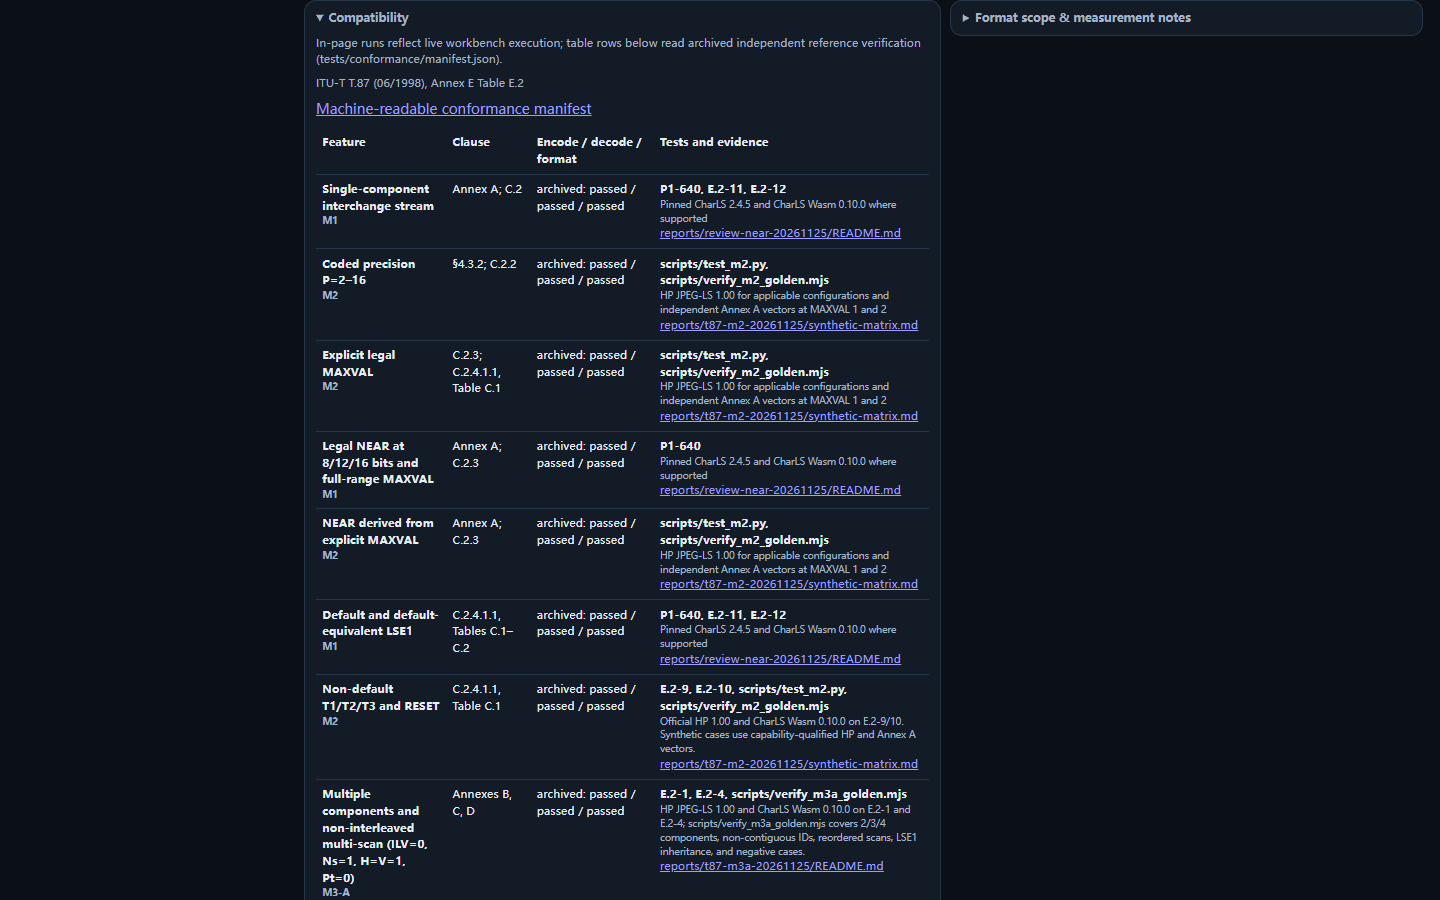 ▼ Compatibility
In-page runs reflect live workbench execution; table rows below read archived independent reference verification
(tests/conformance/manifest.json).
ITU-T T.87 (06/1998), Annex E Table E.2
Machine-readable conformance manifest
Feature Clause Encode / decode / format Tests and evidence
Single-component
interchange stream
M1
Annex A; C.2
archived: passed /
passed / passed
P1-640, E.2-11, E.2-12
Pinned CharLS 2.4.5 and CharLS Wasm 0.10.0 where
supported
reports/review-near-20261125/README.md
Coded precision
P=2–16
M2
§4.3.2; C.2.2
archived: passed /
passed / passed
scripts/test_m2.py,
scripts/verify_m2_golden.mjs
HP JPEG-LS 1.00 for applicable configurations and
independent Annex A vectors at MAXVAL 1 and 2
reports/t87-m2-20261125/synthetic-matrix.md
Explicit legal
MAXVAL
M2
C.2.3;
C.2.4.1.1,
Table C.1
archived: passed /
passed / passed
scripts/test_m2.py,
scripts/verify_m2_golden.mjs
HP JPEG-LS 1.00 for applicable configurations and
independent Annex A vectors at MAXVAL 1 and 2
reports/t87-m2-20261125/synthetic-matrix.md
Legal NEAR at
8/12/16 bits and
full-range MAXVAL
M1
Annex A;
C.2.3
archived: passed /
passed / passed
P1-640
Pinned CharLS 2.4.5 and CharLS Wasm 0.10.0 where
supported
reports/review-near-20261125/README.md
NEAR derived from
explicit MAXVAL
M2
Annex A;
C.2.3
archived: passed /
passed / passed
scripts/test_m2.py,
scripts/verify_m2_golden.mjs
HP JPEG-LS 1.00 for applicable configurations and
independent Annex A vectors at MAXVAL 1 and 2
reports/t87-m2-20261125/synthetic-matrix.md
Default and default-
equivalent LSE1
M1
C.2.4.1.1,
Tables C.1–
C.2
archived: passed /
passed / passed
P1-640, E.2-11, E.2-12
Pinned CharLS 2.4.5 and CharLS Wasm 0.10.0 where
supported
reports/review-near-20261125/README.md
Non-default
T1/T2/T3 and RESET
M2
C.2.4.1.1,
Table C.1
archived: passed /
passed / passed
E.2-9, E.2-10, scripts/test_m2.py,
scripts/verify_m2_golden.mjs
Official HP 1.00 and CharLS Wasm 0.10.0 on E.2-9/10.
Synthetic cases use capability-qualified HP and Annex A
vectors.
reports/t87-m2-20261125/synthetic-matrix.md
Multiple
components and
non-interleaved
multi-scan (ILV=0,
Ns=1, H=V=1,
Pt=0)
M3-A
Annexes B,
C, D
archived: passed /
passed / passed
E.2-1, E.2-4, scripts/verify_m3a_golden.mjs
HP JPEG-LS 1.00 and CharLS Wasm 0.10.0 on E.2-1 and
E.2-4; scripts/verify_m3a_golden.mjs covers 2/3/4
components, non-contiguous IDs, reordered scans, LSE1
inheritance, and negative cases.
reports/t87-m3a-20261125/README.md
▶ Format scope & measurement notes